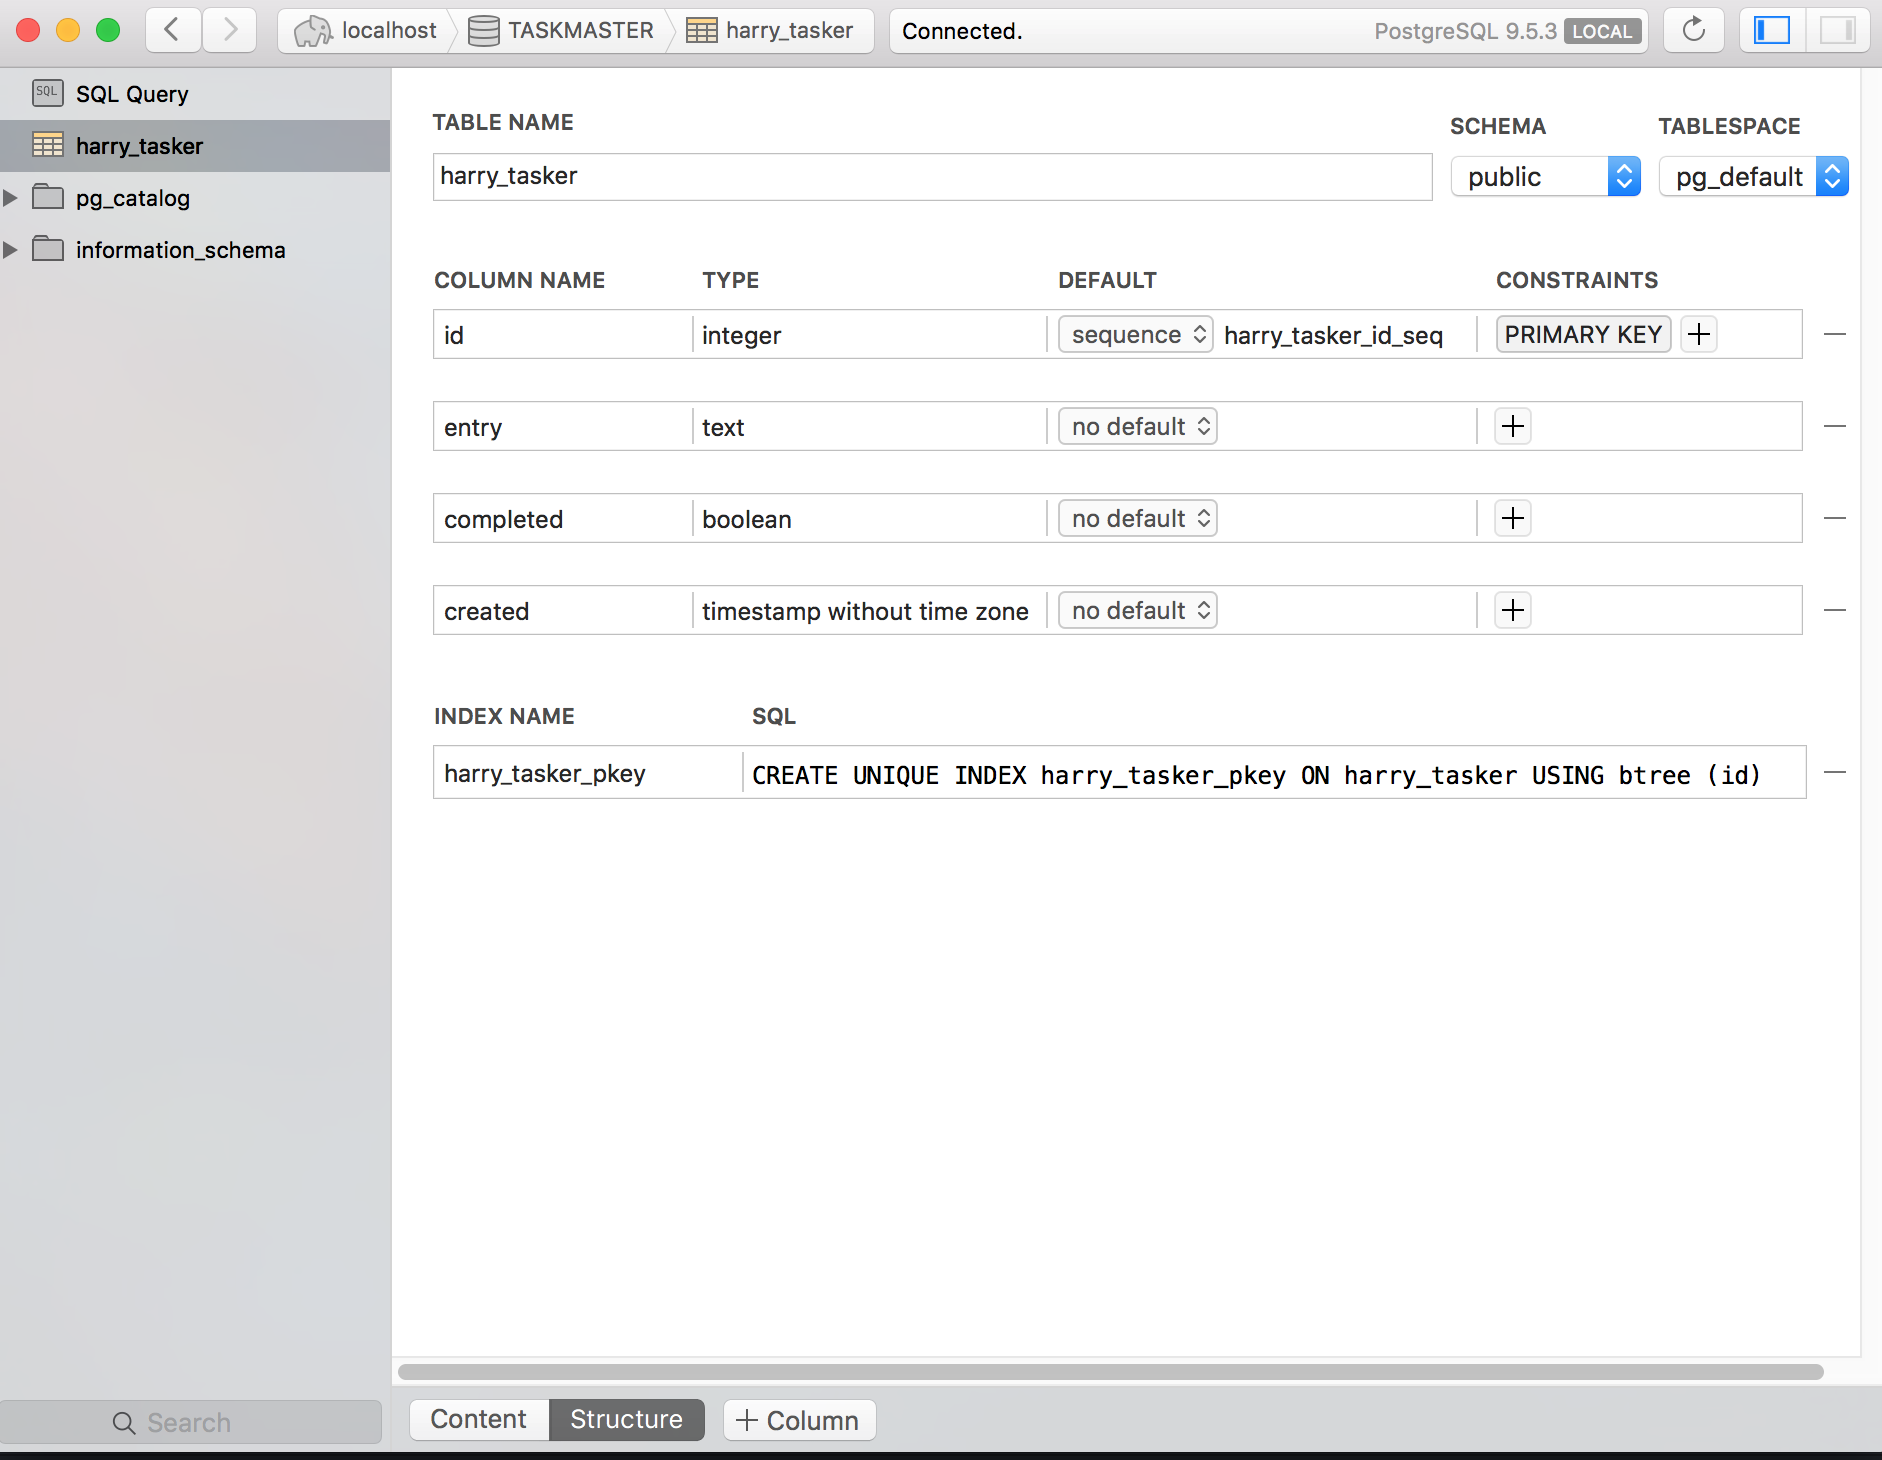 localhost TASKMASTER harry_tasker Connected. PostgreSQL 9.5.3 LOCAL
SQL SQL Query
harry_tasker
pg_catalog
information_schema
TABLE NAME SCHEMA TABLESPACE
harry_tasker public pg_default
COLUMN NAME TYPE DEFAULT CONSTRAINTS
id integer sequence harry_tasker_id_seq PRIMARY KEY +
entry text no default +
completed boolean no default +
created timestamp without time zone no default +
INDEX NAME SQL
harry_tasker_pkey CREATE UNIQUE INDEX harry_tasker_pkey ON harry_tasker USING btree (id)
Search Content Structure + Column